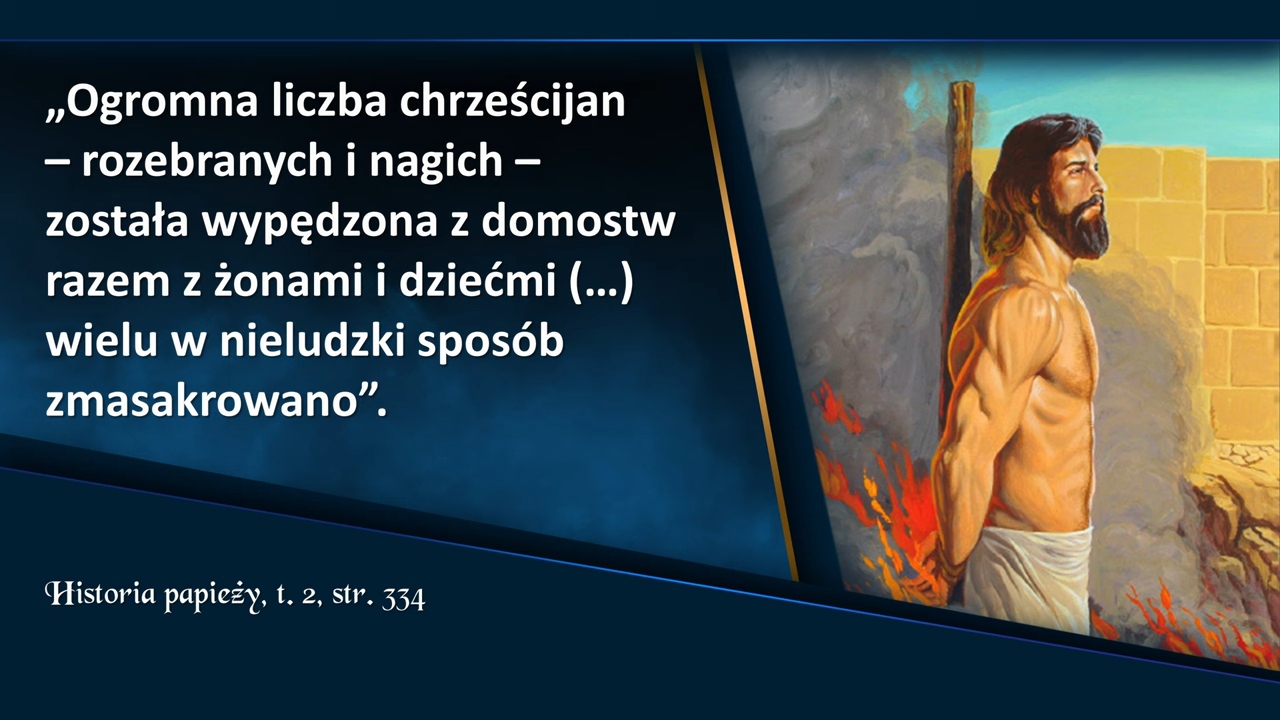 „Ogromna liczba chrześcijan
– rozebranych i nagich –
została wypędzona z domostw
razem z żonami i dziećmi (...)
wielu w nieludzki sposób
zmasakrowano”.
Historia papieży, t. 2, str. 334